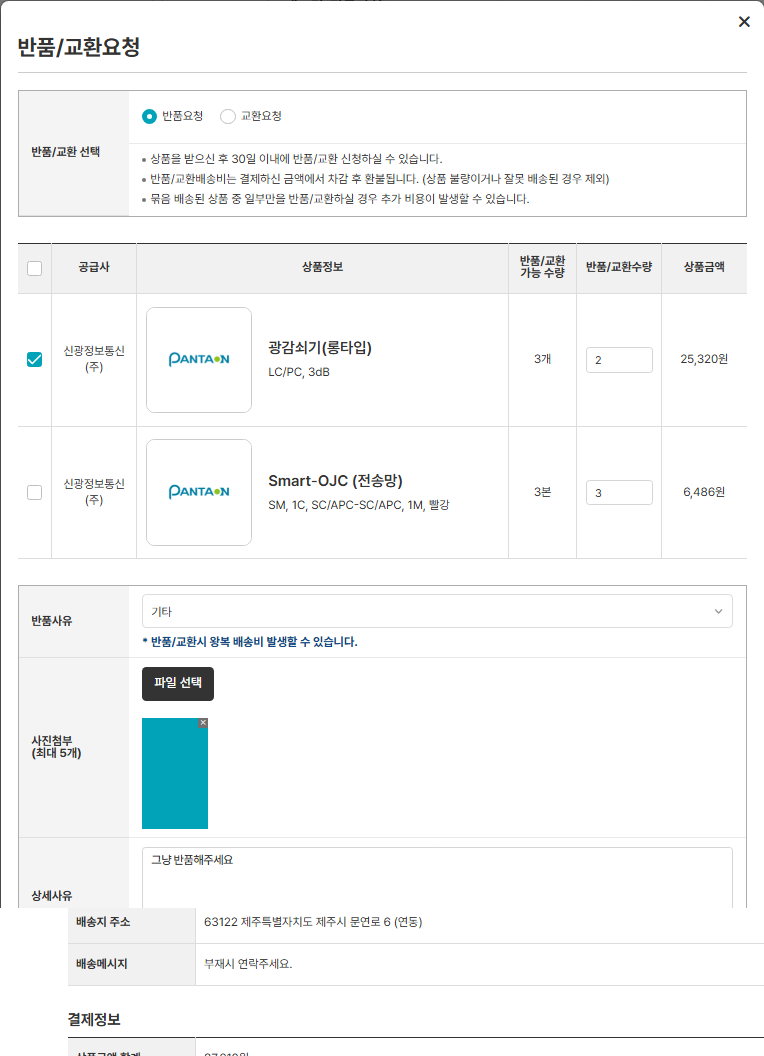 반품/교환요청
반품/교환 선택
반품요청 교환요청
상품을 받으신 후 30일 이내에 반품/교환 신청하실 수 있습니다.
반품/교환배송비는 결제하신 금액에서 차감 후 환불됩니다. (상품 불량이거나 잘못 배송된 경우 제외)
묶음 배송된 상품 중 일부만을 반품/교환하실 경우 추가 비용이 발생할 수 있습니다.
공급사 상품정보 반품/교환 가능 수량 반품/교환수량 상품금액
신광정보통신
(주)
PANTAON
광감쇠기(롱타입)
LC/PC, 3dB
3개 2 25,320원
신광정보통신
(주)
PANTAON
Smart-OJC (전송망)
SM, 1C, SC/APC-SC/APC, 1M, 빨강
3본 3 6,486원
반품사유
기타
* 반품/교환시 왕복 배송비 발생할 수 있습니다.
사진첨부
(최대 5개)
파일 선택
상세사유
그냥 반품해주세요
배송지 주소 63122 제주특별자치도 제주시 문연로 6 (연동)
배송메시지 부재시 연락주세요.
결제정보